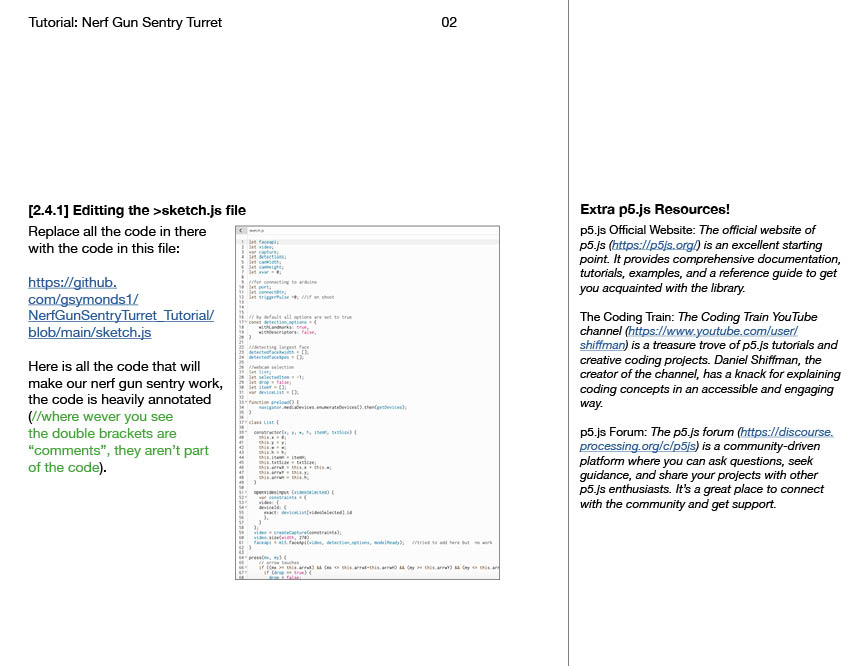 Tutorial: Nerf Gun Sentry Turret
02
[2.4.1] Editting the >sketch.js file
Replace all the code in there
with the code in this file:
https://github.
com/gsymonds1/
NerfGunSentryTurret_Tutorial/
blob/main/sketch.js
Here is all the code that will
make our nerf gun sentry work,
the code is heavily annotated
(//where wever you see
the double brackets are
“comments”, they aren’t part
of the code).
sketch.js
1 let faceapi;
2 let video;
3 var capture;
4 let detections;
5 let camWidth;
6 let camHeight;
7 let xvar = 0;
8
9 //for connecting to arduino
10 let port;
11 let connectBtn;
12 let triggerPulse =0; //if on shoot
13
14
15
16 // by default all options are set to true
17 const detection_options = {
18 withLandmarks: true,
19 withDescriptors: false,
20 }
21
22 //detecting largest face
23 detectedfaceXwidth = [];
24 detectedfaceXpos = [];
25
26 //webcam selection
27 let list;
28 let selectedItem = -1;
29 let drop = false;
30 let itemY = [];
31 var deviceList = [];
32
33 function preload() {
34 navigator.mediaDevices.enumerateDevices().then(getDevices);
35 }
36
37 class List {
38
39 constructor(x, y, w, h, itemH, txtSize) {
40 this.x = x;
41 this.y = y;
42 this.w = w;
43 this.h = h;
44 this.itemH = itemH;
45 this.txtSize = txtSize;
46 this.arrwX = this.x + this.w;
47 this.arrwY = this.y;
48 this.arrwH = this.h;
49 }
50
51 openVideoInput (videoSelected) {
52 var constraints = {
53 video: {
54 deviceId: {
55 exact: deviceList[videoSelected].id
56 },
57 }
58 };
59 video = createCapture(constraints);
60 video.size(width, 270)
61 faceapi = ml5.faceApi(video, detection_options, modelReady); //tried to add here but no work
62 }
63
64 press(mx, my) {
65 // arrow touches
66 if ((mx >= this.arrwX) && (mx <= this.arrwX+this.arrwH) && (my >= this.arrwY) && (my <= this.arr
67 if (drop == true) {
68 drop = false;
Extra p5.js Resources!
p5.js Official Website: The official website of
p5.js (https://p5js.org/) is an excellent starting
point. It provides comprehensive documentation,
tutorials, examples, and a reference guide to get
you acquainted with the library.
The Coding Train: The Coding Train YouTube
channel (https://www.youtube.com/user/
shiffman) is a treasure trove of p5.js tutorials and
creative coding projects. Daniel Shiffman, the
creator of the channel, has a knack for explaining
coding concepts in an accessible and engaging
way.
p5.js Forum: The p5.js forum (https://discourse.
processing.org/c/p5js) is a community-driven
platform where you can ask questions, seek
guidance, and share your projects with other
p5.js enthusiasts. It’s a great place to connect
with the community and get support.